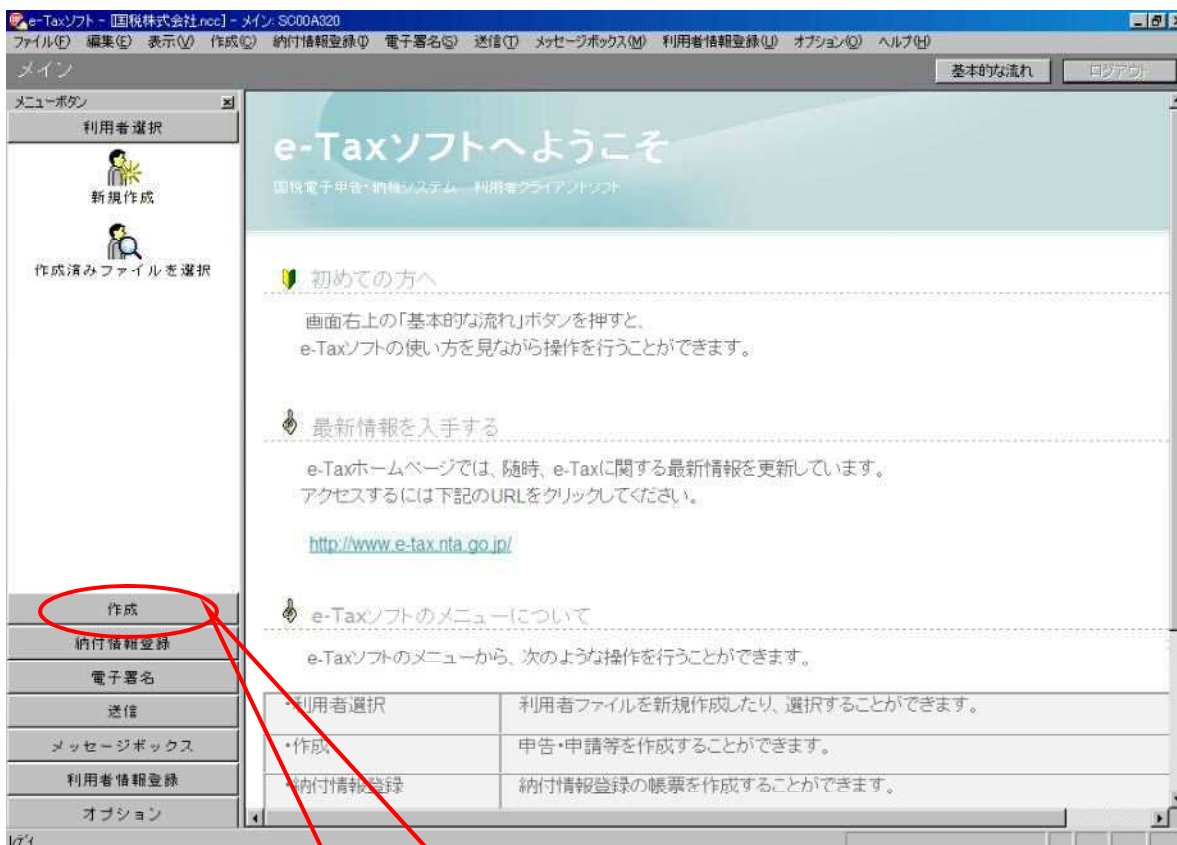 e-Taxソフト - [国税株式会社.ncc] - メイン: SC00A320
ファイル(F) 編集(E) 表示(V) 作成(C) 納付情報登録(I) 電子署名(S) 送信(T) メッセージボックス(M) 利用者情報登録(U) オプション(O) ヘルプ(H)
メイン
基本的な流れ
ログアウト
メニューボタン
利用者選択
新規作成
作成済みファイルを選択
作成
納付情報登録
電子署名
送信
メッセージボックス
利用者情報登録
オプション
e-Taxソフトへようこそ
国税電子申告・納税システム 利用者クライアントソフト
初めての方へ
画面右上の「基本的な流れ」ボタンを押すと、
e-Taxソフトの使い方を見ながら操作を行うことができます。
最新情報を入手する
e-Taxホームページでは、随時、e-Taxに関する最新情報を更新しています。
アクセスするには下記のURLをクリックしてください。
http://www.e-tax.nta.go.jp/
e-Taxソフトのメニューについて
e-Taxソフトのメニューから、次のような操作を行うことができます。
・利用者選択 利用者ファイルを新規作成したり、選択することができます。
・作成 申告・申請等を作成することができます。
・納付情報登録 納付情報登録の帳票を作成することができます。
レディ